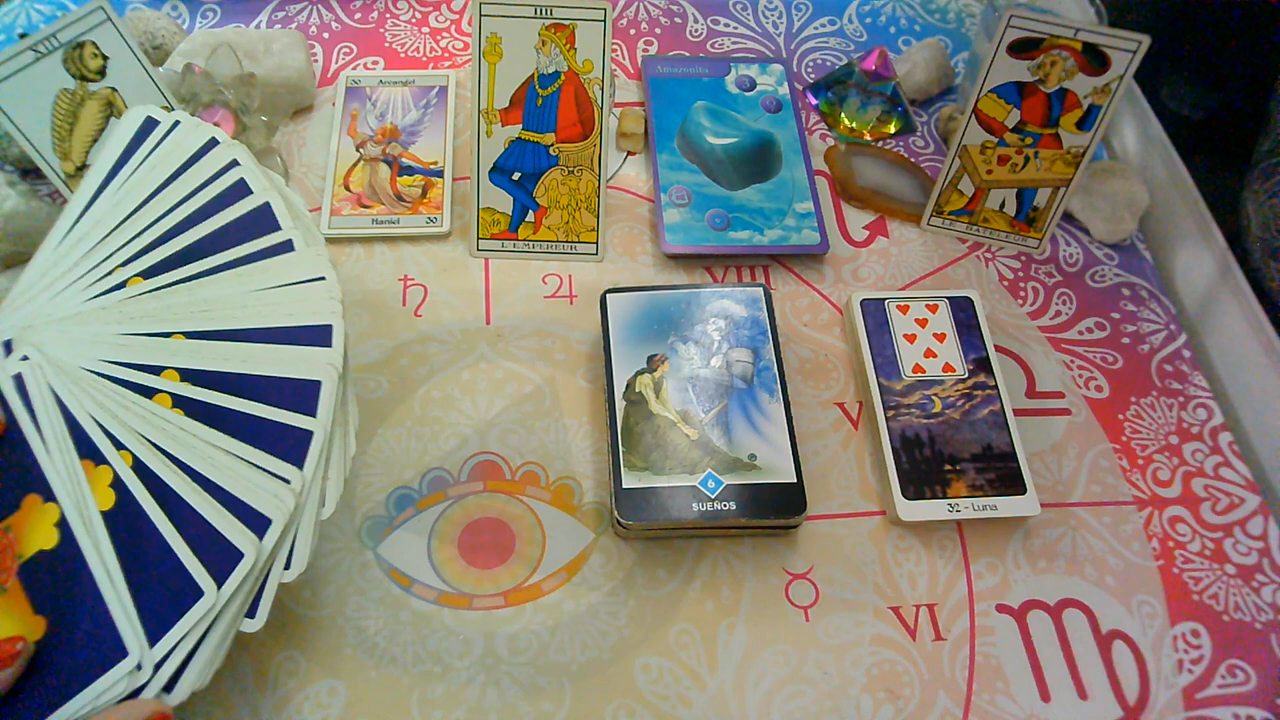 XIII
30 Arcangel
Haniel 30
IIII
L'EMPEREUR
Amazonita
I
LE BATELEUR
VIII
6
SUEÑOS
32 - Luna
V
VI